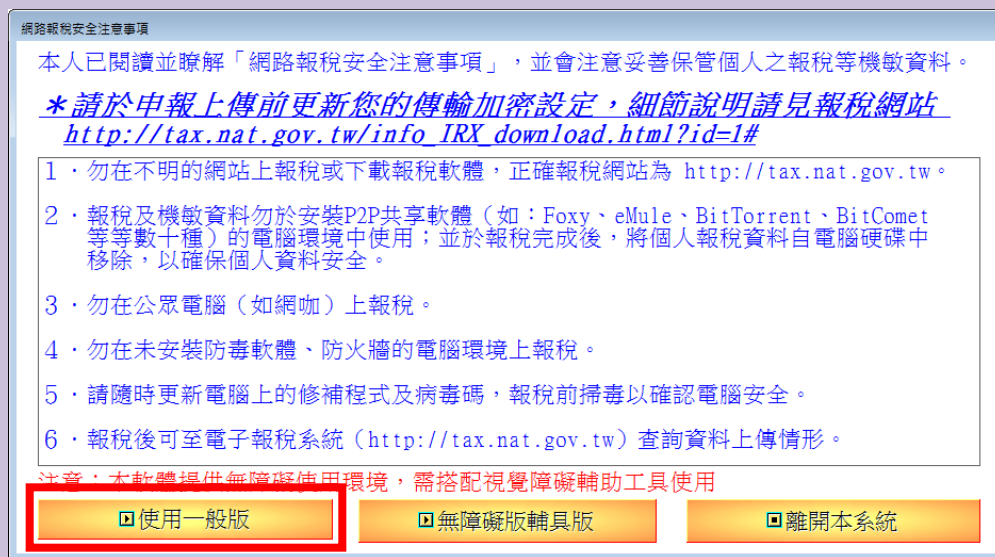 網路報稅安全注意事項
本人已閱讀並瞭解「網路報稅安全注意事項」，並會注意妥善保管個人之報稅等機敏資料。
＊請於申報上傳前更新您的傳輸加密設定，細節說明請見報稅網站
http://tax.nat.gov.tw/info_IRX_download.html?id=1#
1．勿在不明的網站上報稅或下載報稅軟體，正確報稅網站為 http://tax.nat.gov.tw。
2．報稅及機敏資料勿於安裝P2P共享軟體（如：Foxy、eMule、BitTorrent、BitComet
等等數十種）的電腦環境中使用；並於報稅完成後，將個人報稅資料自電腦硬碟中
移除，以確保個人資料安全。
3．勿在公眾電腦（如網咖）上報稅。
4．勿在未安裝防毒軟體、防火牆的電腦環境上報稅。
5．請隨時更新電腦上的修補程式及病毒碼，報稅前掃毒以確認電腦安全。
6．報稅後可至電子報稅系統（http://tax.nat.gov.tw）查詢資料上傳情形。
注意：本軟體提供無障礙使用環境，需搭配視覺障礙輔助工具使用
使用一般版
無障礙版輔具版
離開本系統